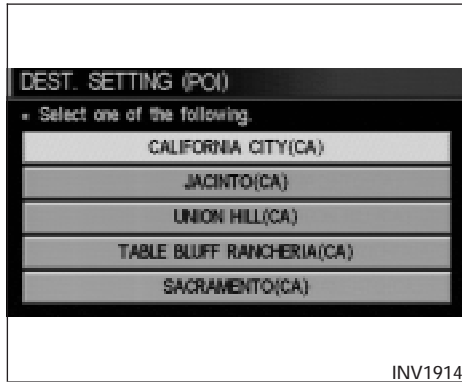 DEST. SETTING (POI)
Select one of the following.
CALIFORNIA CITY(CA)
JACINTO(CA)
UNION HILL(CA)
TABLE BLUFF RANCHERIA(CA)
SACRAMENTO(CA)
INV1914